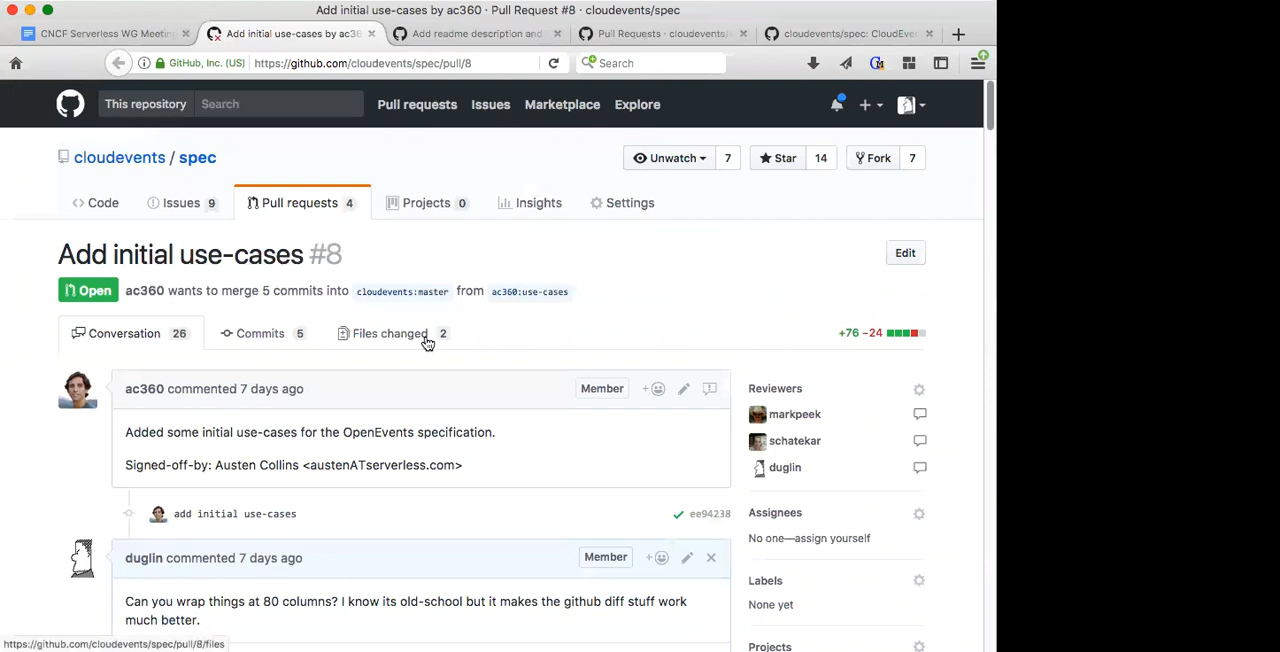 Add initial use-cases by ac360 · Pull Request #8 · cloudevents/spec
CNCF Serverless WG Meeting
Add initial use-cases by ac36
Add readme description and
Pull Requests · cloudevents/
cloudevents/spec: CloudEve
GitHub, Inc. (US)
https://github.com/cloudevents/spec/pull/8
Search
This repository
Search
Pull requests
Issues
Marketplace
Explore
cloudevents / spec
Unwatch 7
Star 14
Fork 7
Code
Issues 9
Pull requests 4
Projects 0
Insights
Settings
Add initial use-cases #8
Edit
Open
ac360 wants to merge 5 commits into cloudevents:master from ac360:use-cases
Conversation 26
Commits 5
Files changed 2
+76 −24
ac360 commented 7 days ago
Member
Added some initial use-cases for the OpenEvents specification.
Signed-off-by: Austen Collins <austenATserverless.com>
add initial use-cases
ee94238
duglin commented 7 days ago
Member
Can you wrap things at 80 columns? I know its old-school but it makes the github diff stuff work
much better.
Reviewers
markpeek
schatekar
duglin
Assignees
No one—assign yourself
Labels
None yet
Projects
https://github.com/cloudevents/spec/pull/8/files